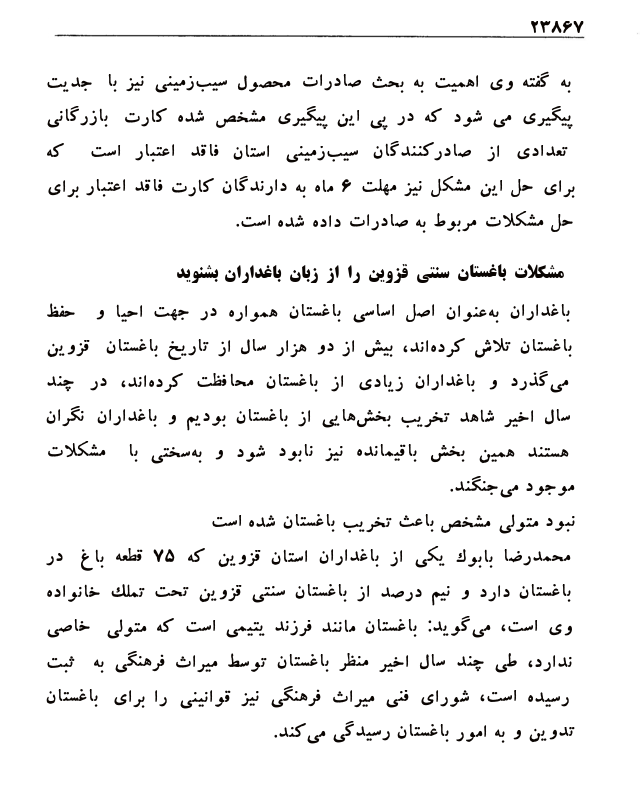 ۲۳۸۶۷
به گفته وی اهمیت به بحث صادرات محصول سیب‌زمینی نیز با جدیت
پیگیری می شود که در پی این پیگیری مشخص شده کارت بازرگانی
تعدادی از صادرکنندگان سیب‌زمینی استان فاقد اعتبار است که
برای حل این مشکل نیز مهلت ۶ ماه به دارندگان کارت فاقد اعتبار برای
حل مشکلات مربوط به صادرات داده شده است.
مشکلات باغستان سنتی قزوین را از زبان باغداران بشنوید
باغداران به‌عنوان اصل اساسی باغستان همواره در جهت احیا و حفظ
باغستان تلاش کرده‌اند، بیش از دو هزار سال از تاریخ باغستان قزوین
می‌گذرد و باغداران زیادی از باغستان محافظت کرده‌اند، در چند
سال اخیر شاهد تخریب بخش‌هایی از باغستان بودیم و باغداران نگران
هستند همین بخش باقیمانده نیز نابود شود و به‌سختی با مشکلات
موجود می‌جنگند.
نبود متولی مشخص باعث تخریب باغستان شده است
محمدرضا بابوك یکی از باغداران استان قزوین که ۷۵ قطعه باغ در
باغستان دارد و نیم درصد از باغستان سنتی قزوین تحت تملك خانواده
وی است، می‌گوید: باغستان مانند فرزند یتیمی است که متولی خاصی
ندارد، طی چند سال اخیر منظر باغستان توسط میراث فرهنگی به ثبت
رسیده است، شورای فنی میراث فرهنگی نیز قوانینی را برای باغستان
تدوین و به امور باغستان رسیدگی می‌کند.